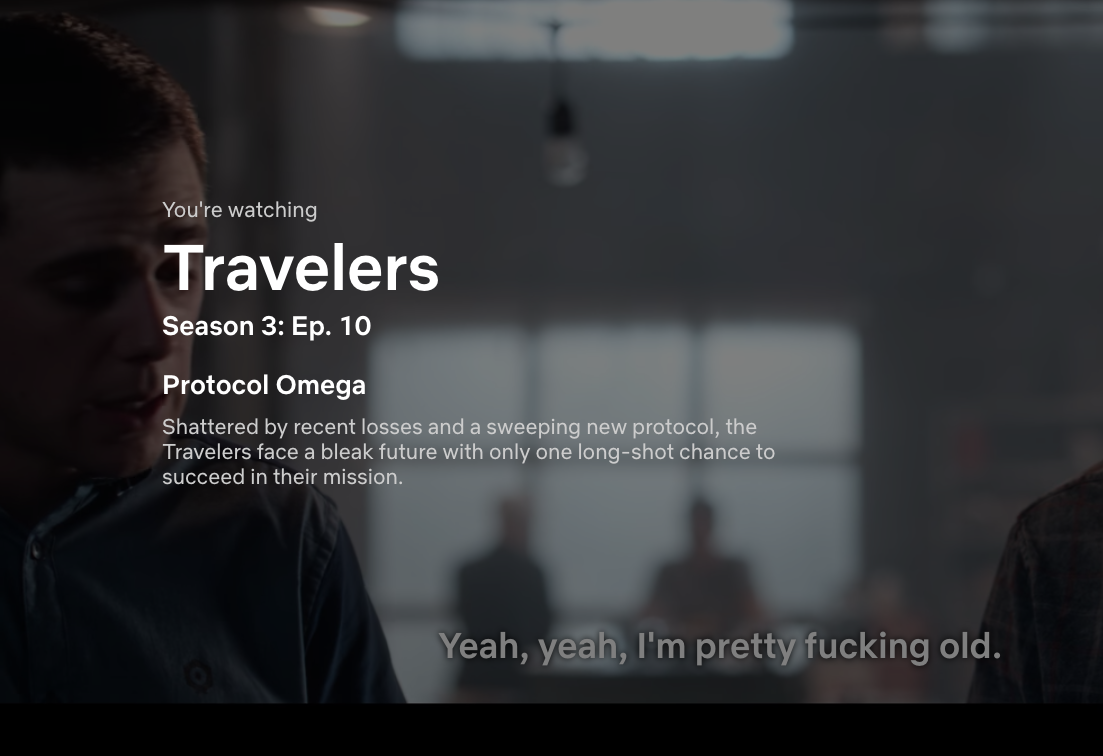 You're watching
Travelers
Season 3: Ep. 10
Protocol Omega
Shattered by recent losses and a sweeping new protocol, the
Travelers face a bleak future with only one long-shot chance to
succeed in their mission.
Yeah, yeah, I'm pretty fucking old.